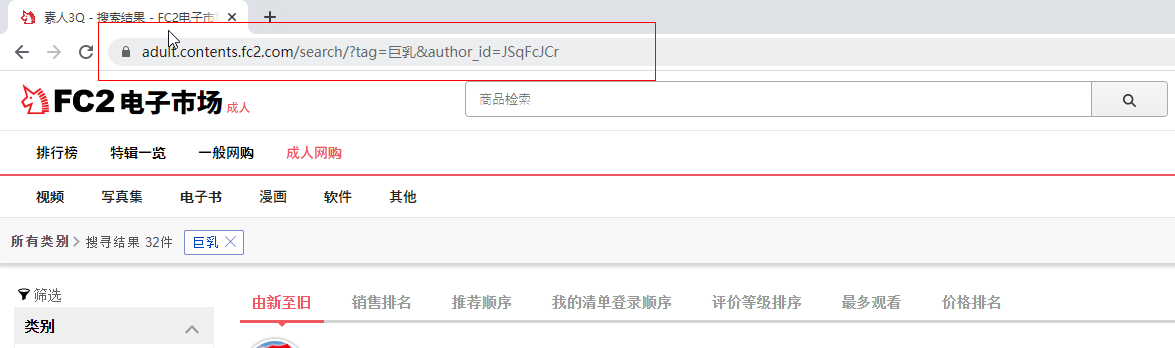 素人3Q - 搜索结果 - FC2电子市
adult.contents.fc2.com/search/?tag=巨乳&author_id=JSqFcJCr
FC2电子市场 成人
商品检索
排行榜 特辑一览 一般网购 成人网购
视频 写真集 电子书 漫画 软件 其他
所有类别 搜寻结果 32件 巨乳
筛选
由新至旧 销售排名 推荐顺序 我的清单登录顺序 评价等级排序 最多观看 价格排名
类别